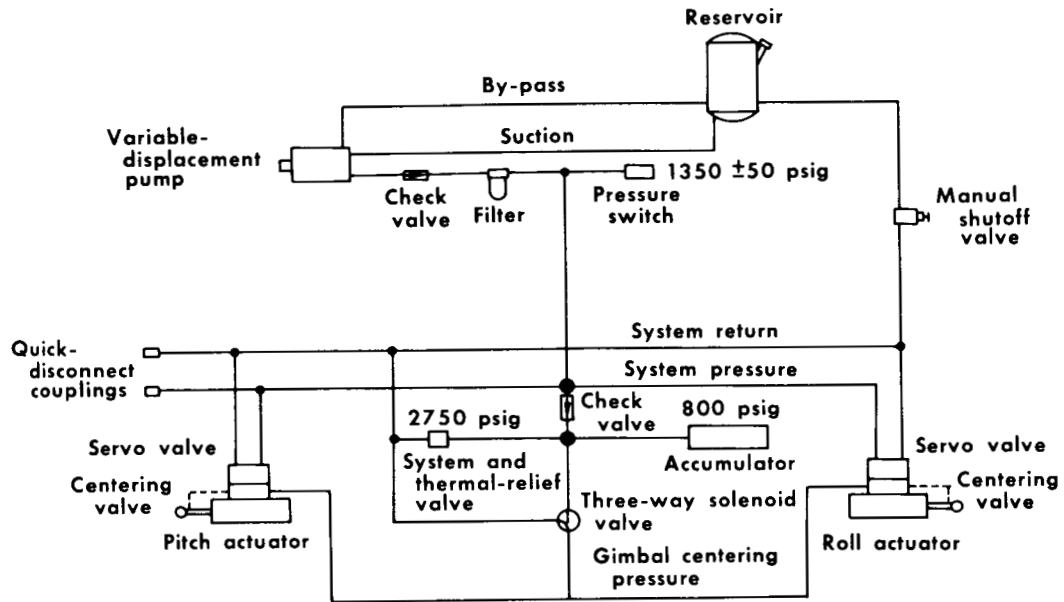 Reservoir
By-pass
Variable-
displacement
pump
Suction
1350 ±50 psig
Check
valve
Filter
Pressure
switch
Manual
shutoff
valve
System return
Quick-
disconnect
couplings
System pressure
2750 psig
Check
valve
800 psig
Servo valve
System and
thermal-relief
valve
Accumulator
Servo valve
Centering
valve
Centering
valve
Three-way solenoid
valve
Pitch actuator
Roll actuator
Gimbal centering
pressure